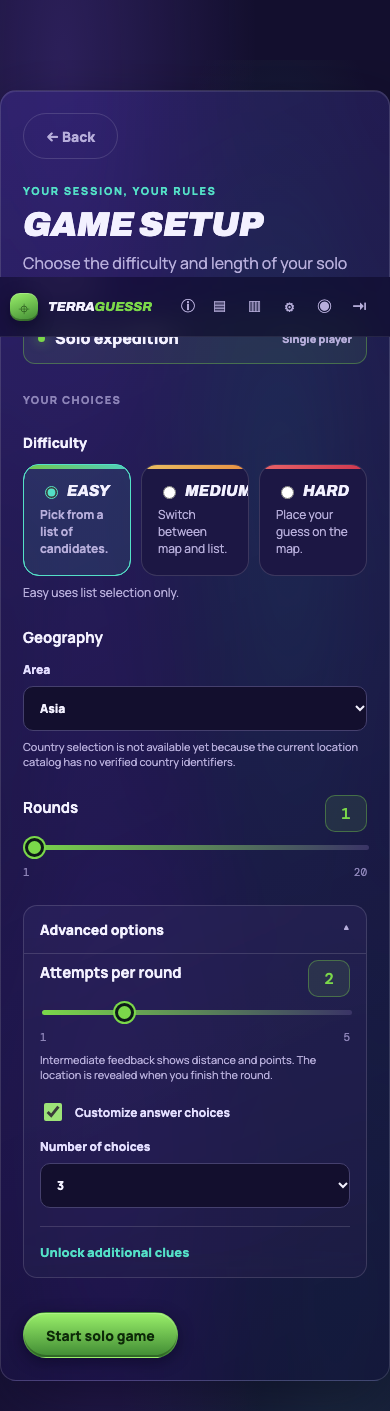 ← Back
YOUR SESSION, YOUR RULES
GAME SETUP
Choose the difficulty and length of your solo
TERRAGUESSR
Solo expedition
Single player
YOUR CHOICES
Difficulty
EASY
Pick from a
list of
candidates.
MEDIUM
Switch
between
map and list.
HARD
Place your
guess on the
map.
Easy uses list selection only.
Geography
Area
Asia
Country selection is not available yet because the current location
catalog has no verified country identifiers.
Rounds
1
1
20
Advanced options
Attempts per round
2
1
5
Intermediate feedback shows distance and points. The
location is revealed when you finish the round.
Customize answer choices
Number of choices
3
Unlock additional clues
Start solo game